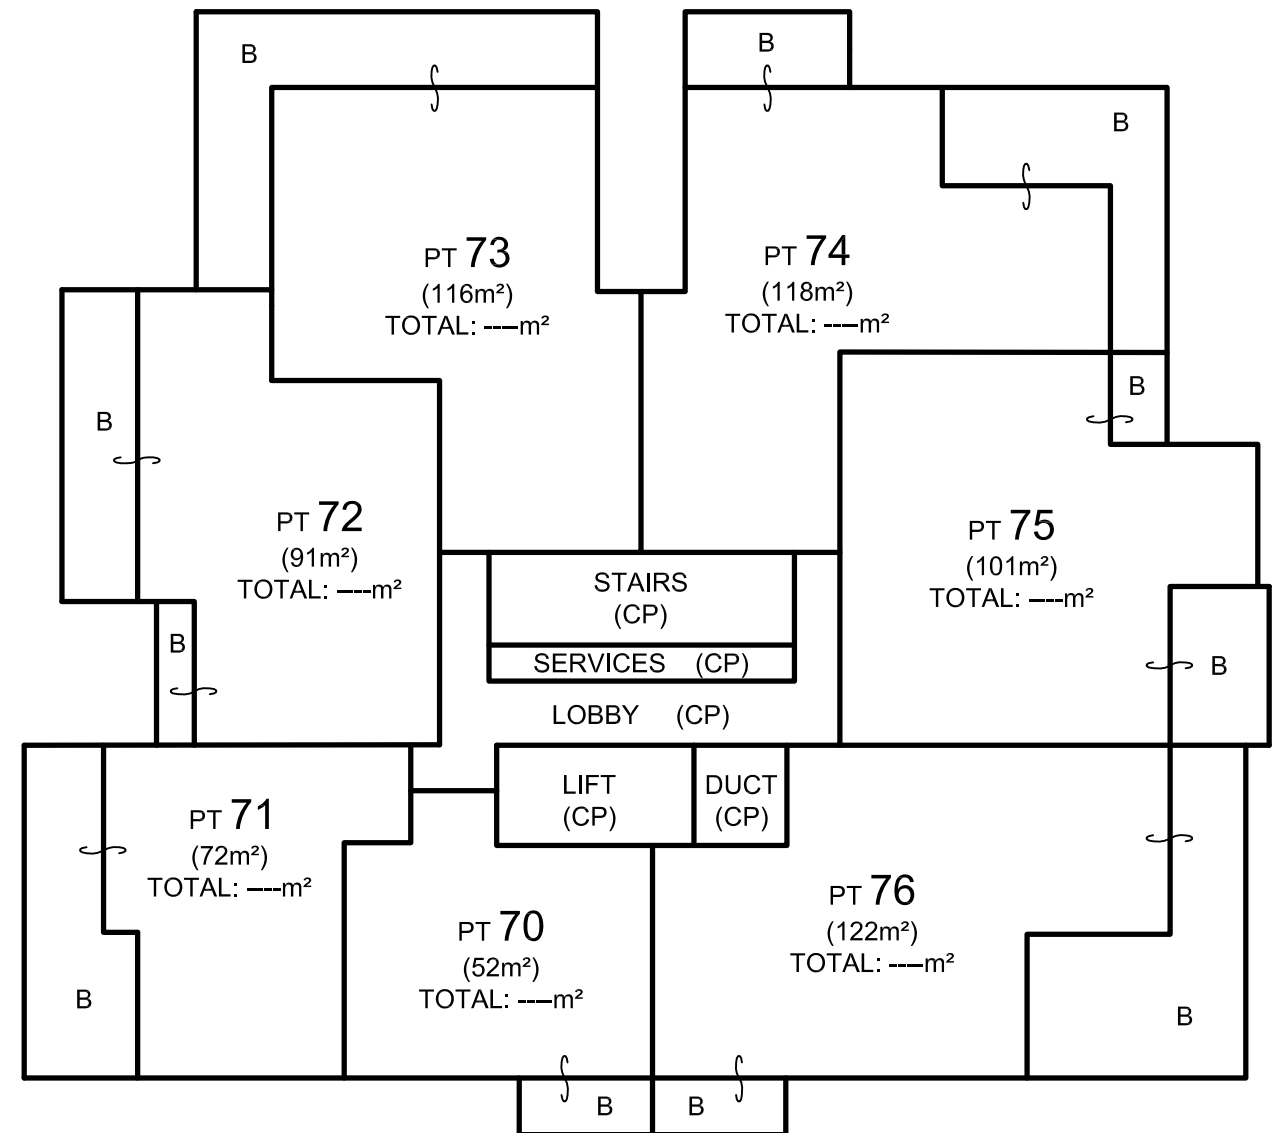 B
B
B
PT 73
(116m²)
TOTAL: ----m²
PT 74
(118m²)
TOTAL: ----m²
B
B
PT 72
(91m²)
TOTAL: ----m²
PT 75
(101m²)
TOTAL: ----m²
STAIRS
(CP)
B
SERVICES (CP)
B
LOBBY (CP)
PT 71
(72m²)
TOTAL: ----m²
LIFT
(CP)
DUCT
(CP)
PT 76
(122m²)
TOTAL: ----m²
PT 70
(52m²)
TOTAL: ----m²
B
B
B
B